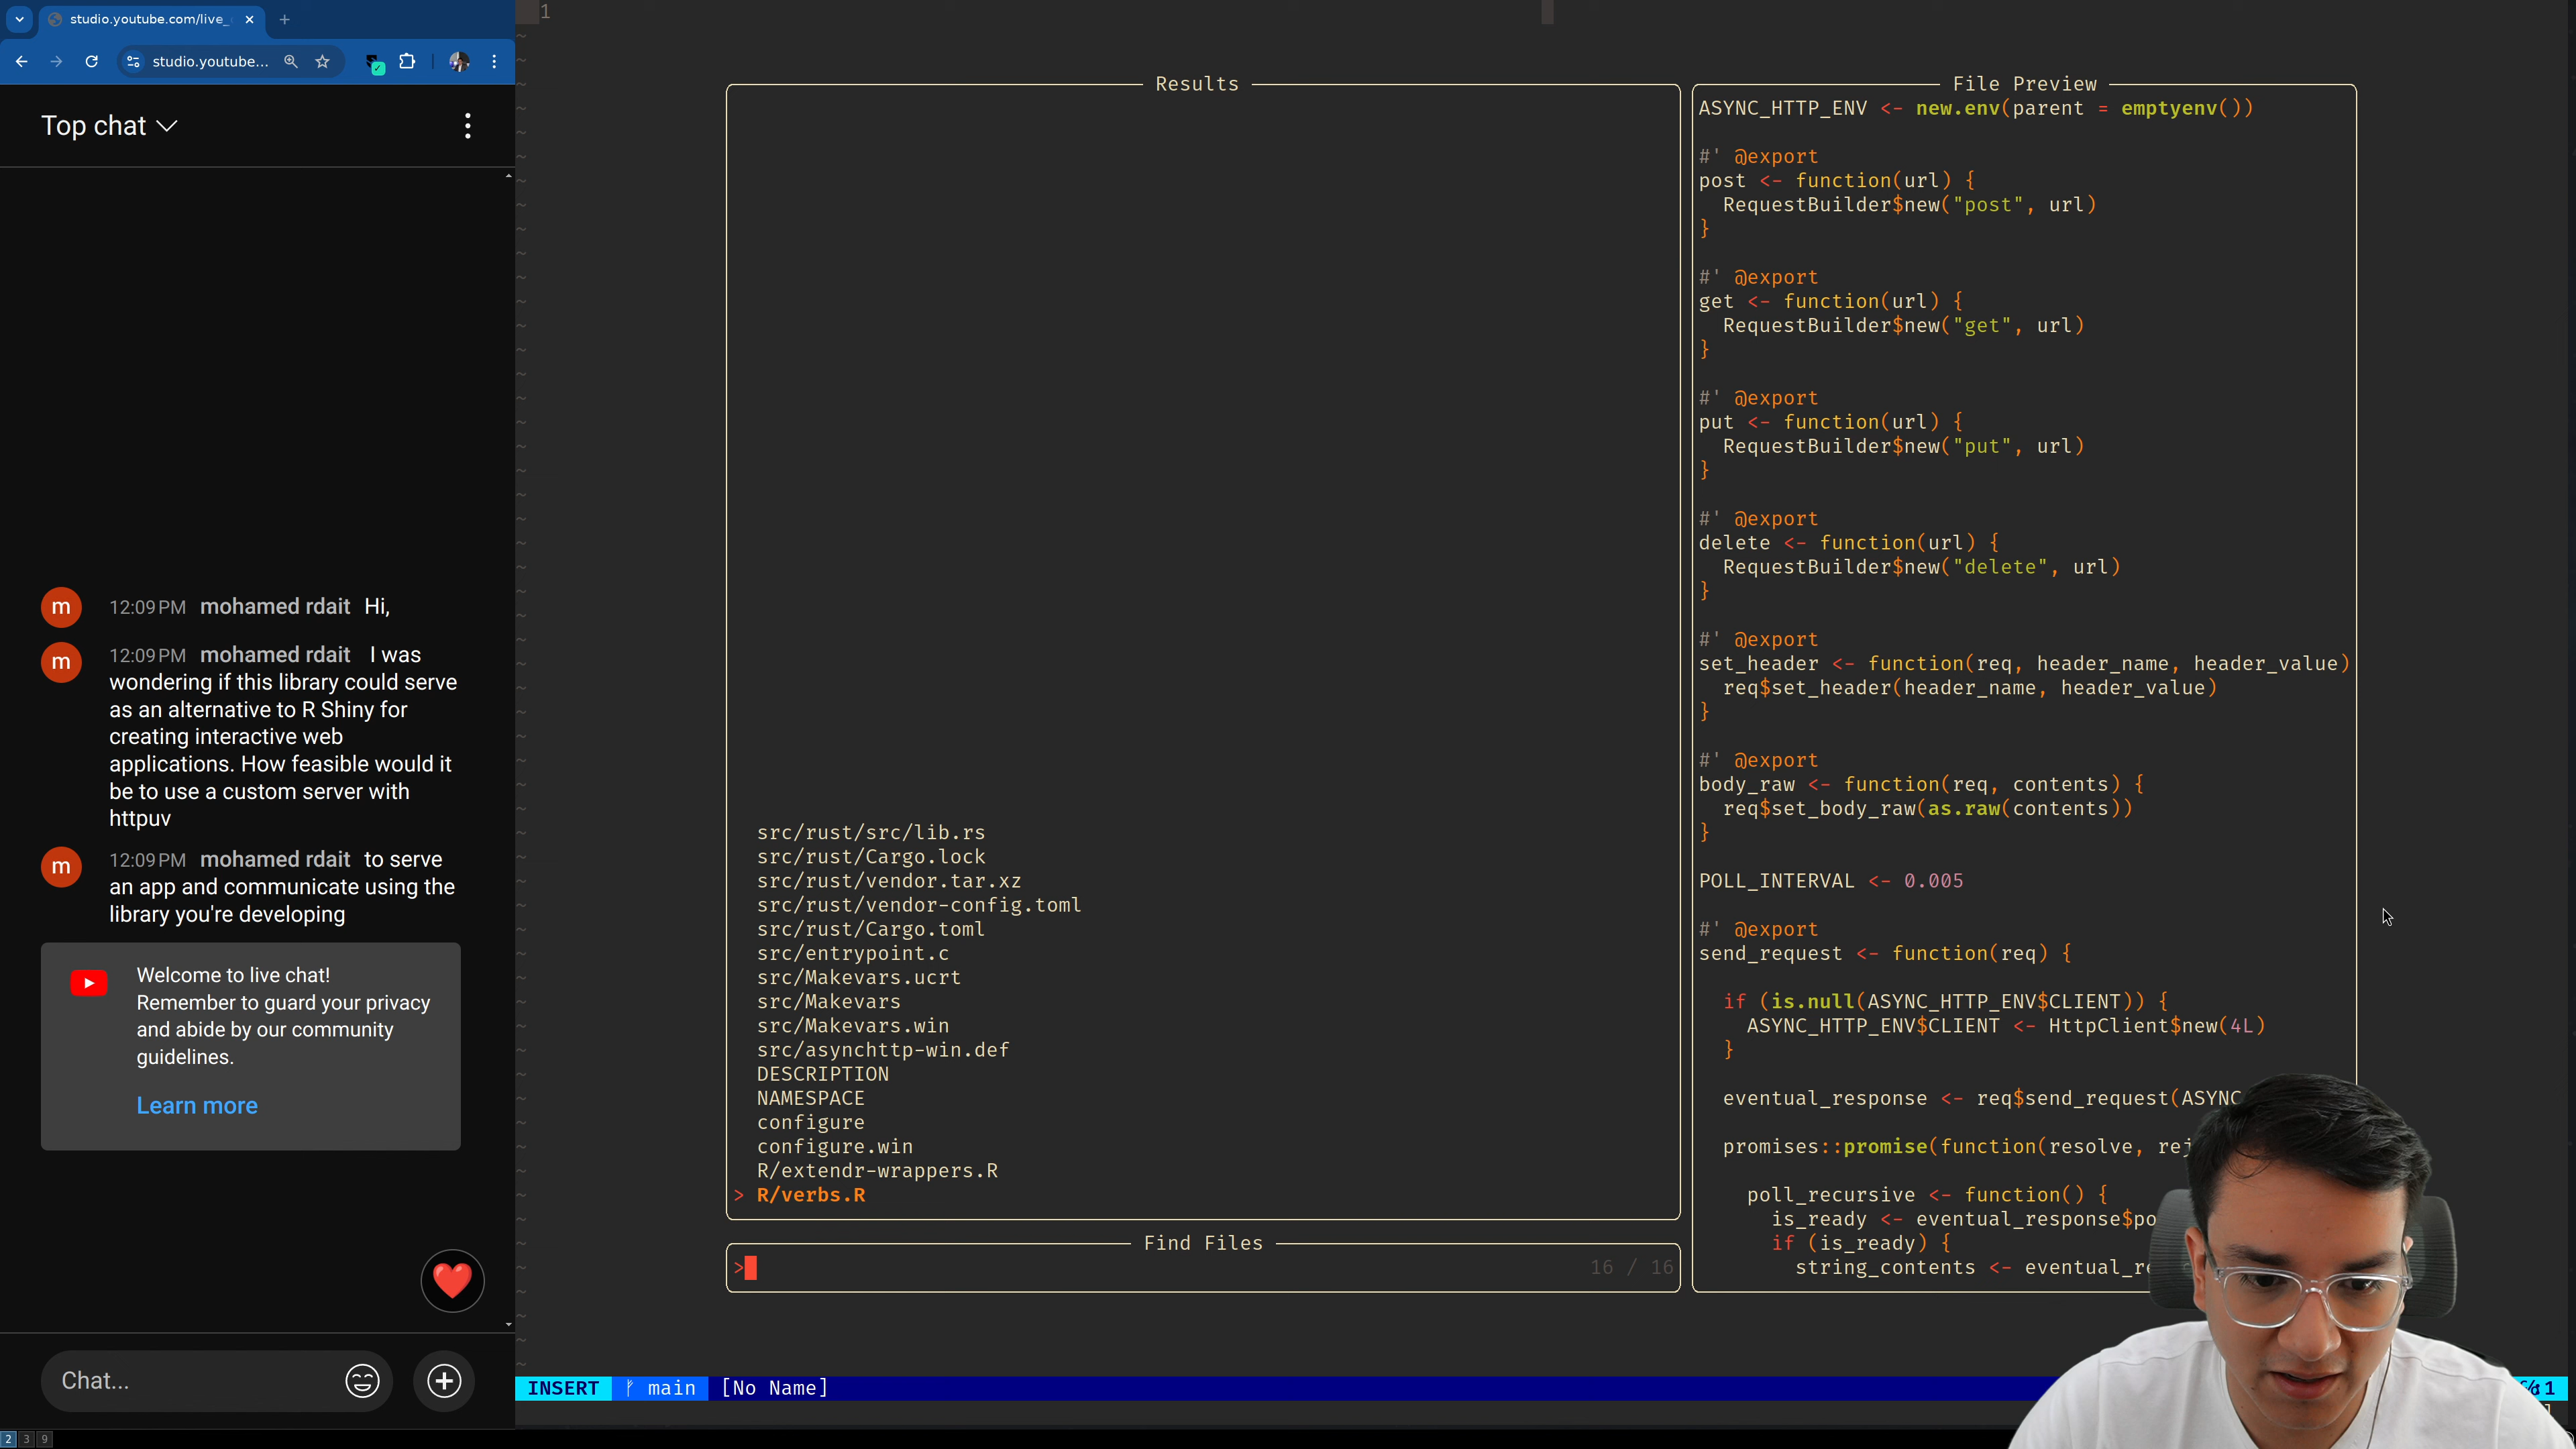 studio.youtube.com/live_
studio.youtube...
Top chat
m
12:09 PM mohamed rdait Hi,
m
12:09 PM mohamed rdait I was
wondering if this library could serve
as an alternative to R Shiny for
creating interactive web
applications. How feasible would it
be to use a custom server with
httpuv
m
12:09 PM mohamed rdait to serve
an app and communicate using the
library you're developing
Welcome to live chat!
Remember to guard your privacy
and abide by our community
guidelines.
Learn more
Chat...
2 3 9
1
Results
src/rust/src/lib.rs
src/rust/Cargo.lock
src/rust/vendor.tar.xz
src/rust/vendor-config.toml
src/rust/Cargo.toml
src/entrypoint.c
src/Makevars.ucrt
src/Makevars
src/Makevars.win
src/asynchttp-win.def
DESCRIPTION
NAMESPACE
configure
configure.win
R/extendr-wrappers.R
> R/verbs.R
Find Files
> 16 / 16
File Preview
ASYNC_HTTP_ENV <- new.env(parent = emptyenv())
#' @export
post <- function(url) {
RequestBuilder$new("post", url)
}
#' @export
get <- function(url) {
RequestBuilder$new("get", url)
}
#' @export
put <- function(url) {
RequestBuilder$new("put", url)
}
#' @export
delete <- function(url) {
RequestBuilder$new("delete", url)
}
#' @export
set_header <- function(req, header_name, header_value)
req$set_header(header_name, header_value)
}
#' @export
body_raw <- function(req, contents) {
req$set_body_raw(as.raw(contents))
}
POLL_INTERVAL <- 0.005
#' @export
send_request <- function(req) {
if (is.null(ASYNC_HTTP_ENV$CLIENT)) {
ASYNC_HTTP_ENV$CLIENT <- HttpClient$new(4L)
}
eventual_response <- req$send_request(ASYNC
promises::promise(function(resolve, rej
poll_recursive <- function() {
is_ready <- eventual_response$po
if (is_ready) {
string_contents <- eventual_re
INSERT main [No Name]